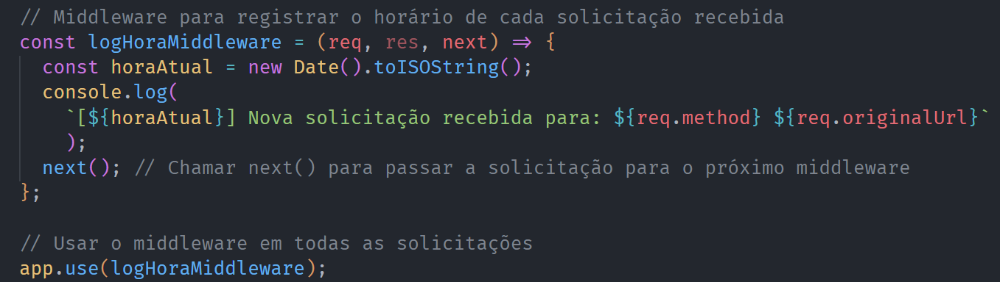 // Middleware para registrar o horário de cada solicitação recebida
const logHoraMiddleware = (req, res, next) => {
  const horaAtual = new Date().toISOString();
  console.log(
    `[${horaAtual}] Nova solicitação recebida para: ${req.method} ${req.originalUrl}`
    );
  next(); // Chamar next() para passar a solicitação para o próximo middleware
};

// Usar o middleware em todas as solicitações
app.use(logHoraMiddleware);